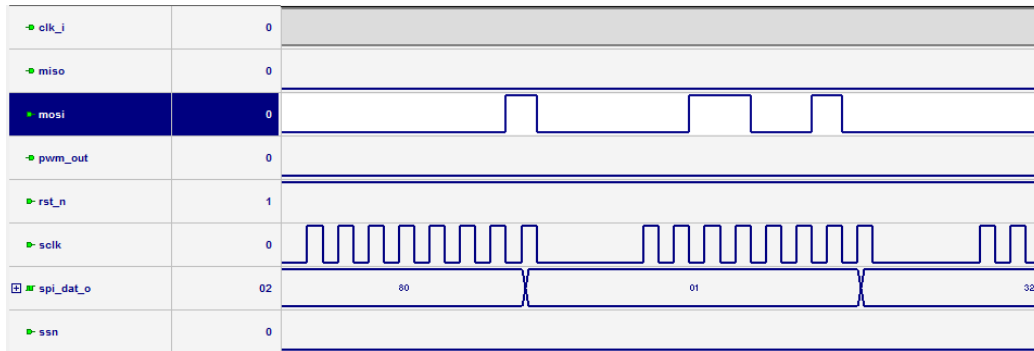 clk_i 0
miso 0
mosi 0
pwm_out 0
rst_n 1
sclk 0
spi_dat_o 02 80 01 32
ssn 0